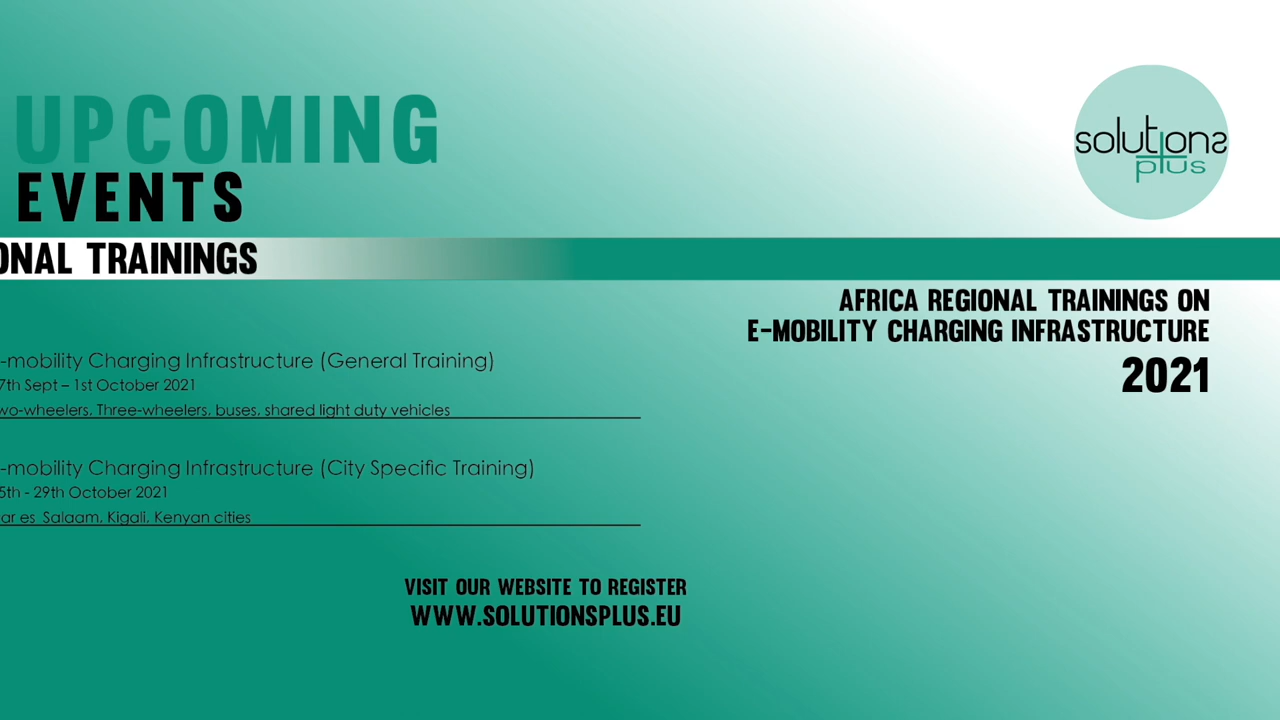 UPCOMING
EVENTS
solutions
plus
ONAL TRAININGS
AFRICA REGIONAL TRAININGS ON
E-MOBILITY CHARGING INFRASTRUCTURE
2021
-mobility Charging Infrastructure (General Training)
7th Sept – 1st October 2021
wo-wheelers, Three-wheelers, buses, shared light duty vehicles
-mobility Charging Infrastructure (City Specific Training)
5th - 29th October 2021
ar es Salaam, Kigali, Kenyan cities
VISIT OUR WEBSITE TO REGISTER
WWW.SOLUTIONSPLUS.EU